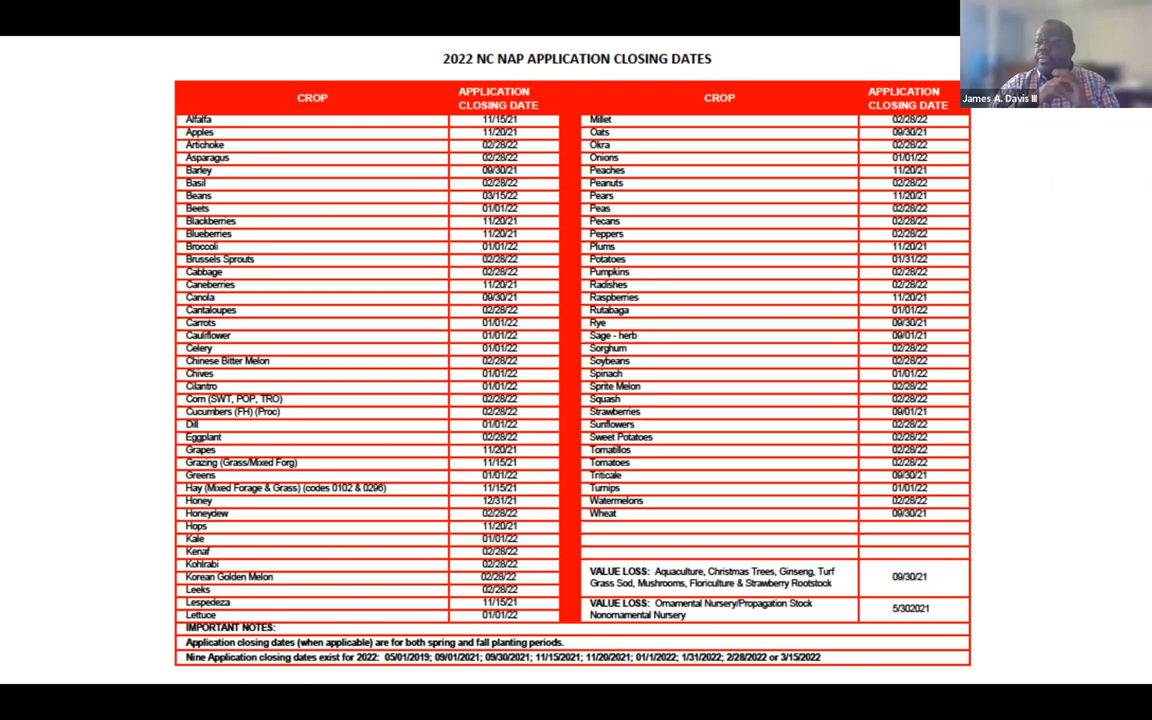 2022 NC NAP APPLICATION CLOSING DATES
James A. Davis III
CROP APPLICATION CLOSING DATE CROP APPLICATION CLOSING DATE
Alfalfa 11/15/21 Millet 02/28/22
Apples 11/20/21 Oats 09/30/21
Artichoke 02/28/22 Okra 02/28/22
Asparagus 02/28/22 Onions 01/01/22
Barley 09/30/21 Peaches 11/20/21
Basil 02/28/22 Peanuts 02/28/22
Beans 03/15/22 Pears 11/20/21
Beets 01/01/22 Peas 02/28/22
Blackberries 11/20/21 Pecans 02/28/22
Blueberries 11/20/21 Peppers 02/28/22
Broccoli 01/01/22 Plums 11/20/21
Brussels Sprouts 02/28/22 Potatoes 01/31/22
Cabbage 02/28/22 Pumpkins 02/28/22
Caneberries 11/20/21 Radishes 02/28/22
Canola 09/30/21 Raspberries 11/20/21
Cantaloupes 02/28/22 Rutabaga 01/01/22
Carrots 01/01/22 Rye 09/30/21
Cauliflower 01/01/22 Sage - herb 09/01/21
Celery 01/01/22 Sorghum 02/28/22
Chinese Bitter Melon 02/28/22 Soybeans 02/28/22
Chives 01/01/22 Spinach 01/01/22
Cilantro 01/01/22 Sprite Melon 02/28/22
Corn (SWT, POP, TRO) 02/28/22 Squash 02/28/22
Cucumbers (FH) (Proc) 02/28/22 Strawberries 09/01/21
Dill 01/01/22 Sunflowers 02/28/22
Eggplant 02/28/22 Sweet Potatoes 02/28/22
Grapes 11/20/21 Tomatillos 02/28/22
Grazing (Grass/Mixed Forg) 11/15/21 Tomatoes 02/28/22
Greens 01/01/22 Triticale 09/30/21
Hay (Mixed Forage & Grass) (codes 0102 & 0296) 11/15/21 Turnips 01/01/22
Honey 12/31/21 Watermelons 02/28/22
Honeydew 02/28/22 Wheat 09/30/21
Hops 11/20/21
Kale 01/01/22
Kenaf 02/28/22
Kohlrabi 02/28/22
Korean Golden Melon 02/28/22
Leeks 02/28/22
Lespedeza 11/15/21
Lettuce 01/01/22
VALUE LOSS: Aquaculture, Christmas Trees, Ginseng, Turf
Grass Sod, Mushrooms, Floriculture & Strawberry Rootstock 09/30/21
VALUE LOSS: Ornamental Nursery/Propagation Stock
Nonornamental Nursery 5/302021
IMPORTANT NOTES:
Application closing dates (when applicable) are for both spring and fall planting periods.
Nine Application closing dates exist for 2022: 05/01/2019; 09/01/2021; 09/30/2021; 11/15/2021; 11/20/2021; 01/1/2022; 1/31/2022; 2/28/2022 or 3/15/2022